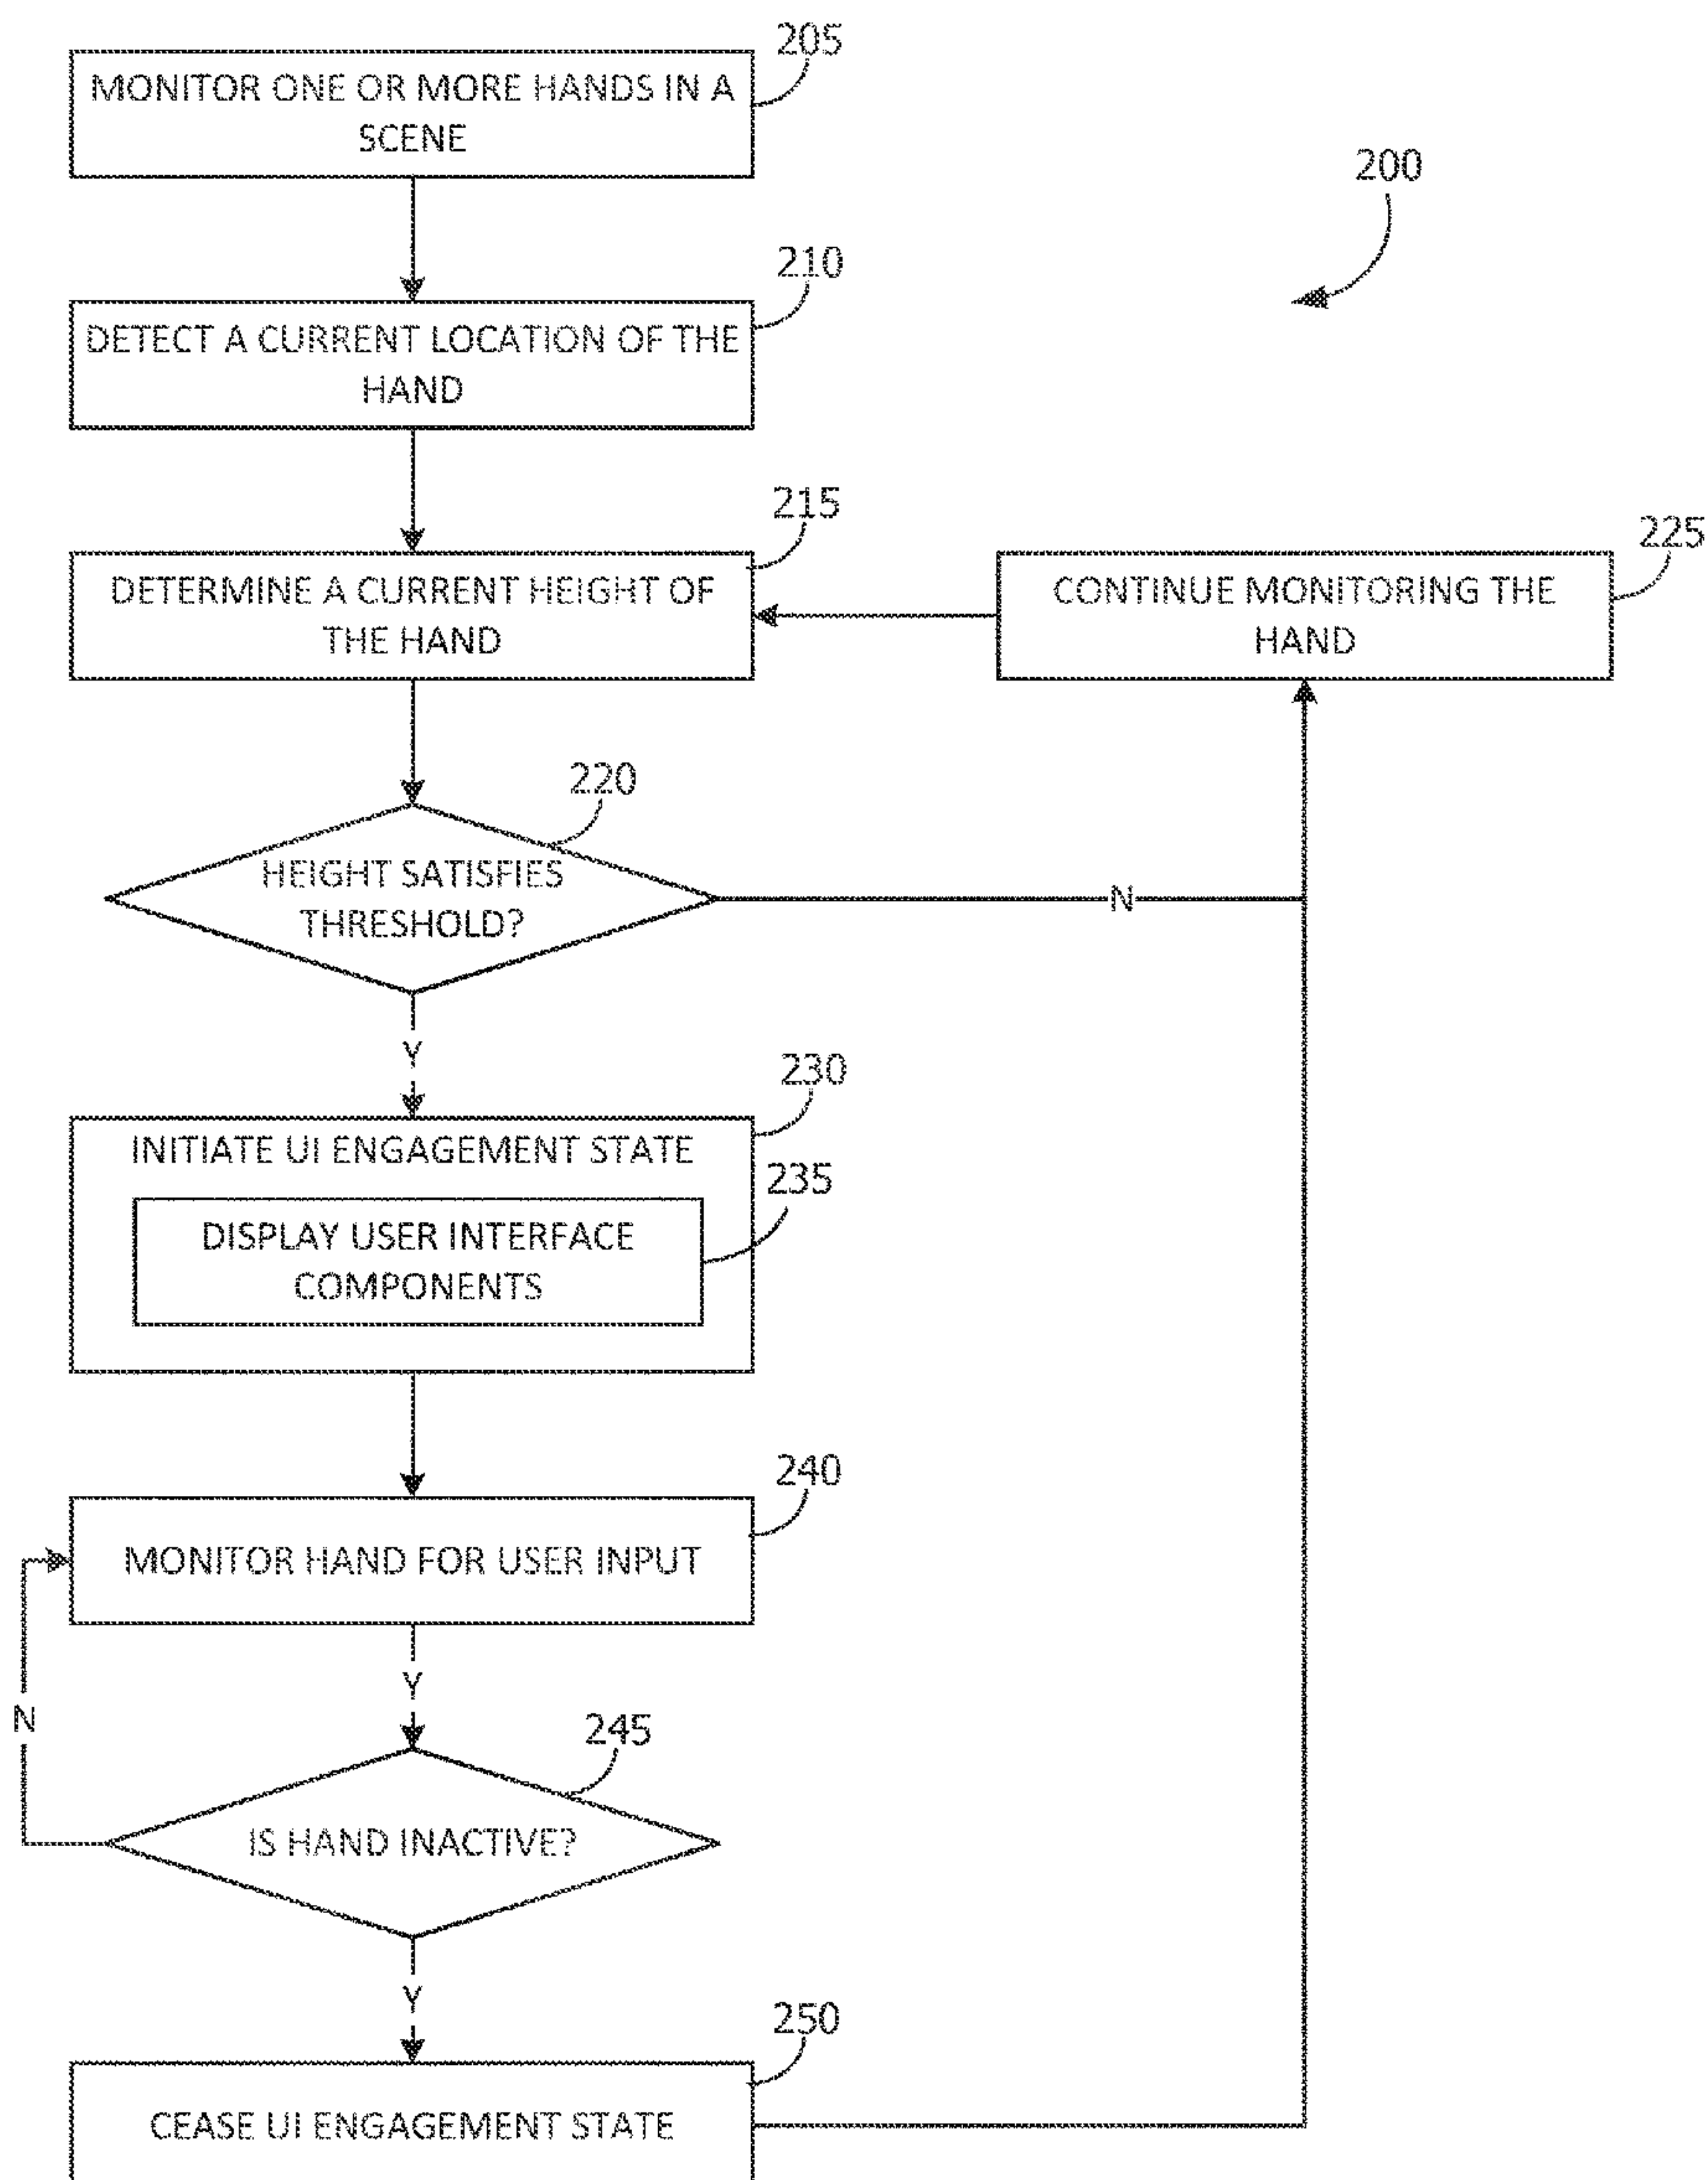 205
MONITOR ONE OR MORE HANDS IN A
SCENE
200
210
DETECT A CURRENT LOCATION OF THE
HAND
215
DETERMINE A CURRENT HEIGHT OF
THE HAND
225
CONTINUE MONITORING THE
HAND
220
HEIGHT SATISFIES
THRESHOLD?
N
Y
230
INITIATE UI ENGAGEMENT STATE
235
DISPLAY USER INTERFACE
COMPONENTS
240
MONITOR HAND FOR USER INPUT
Y
N
245
IS HAND INACTIVE?
Y
250
CEASE UI ENGAGEMENT STATE